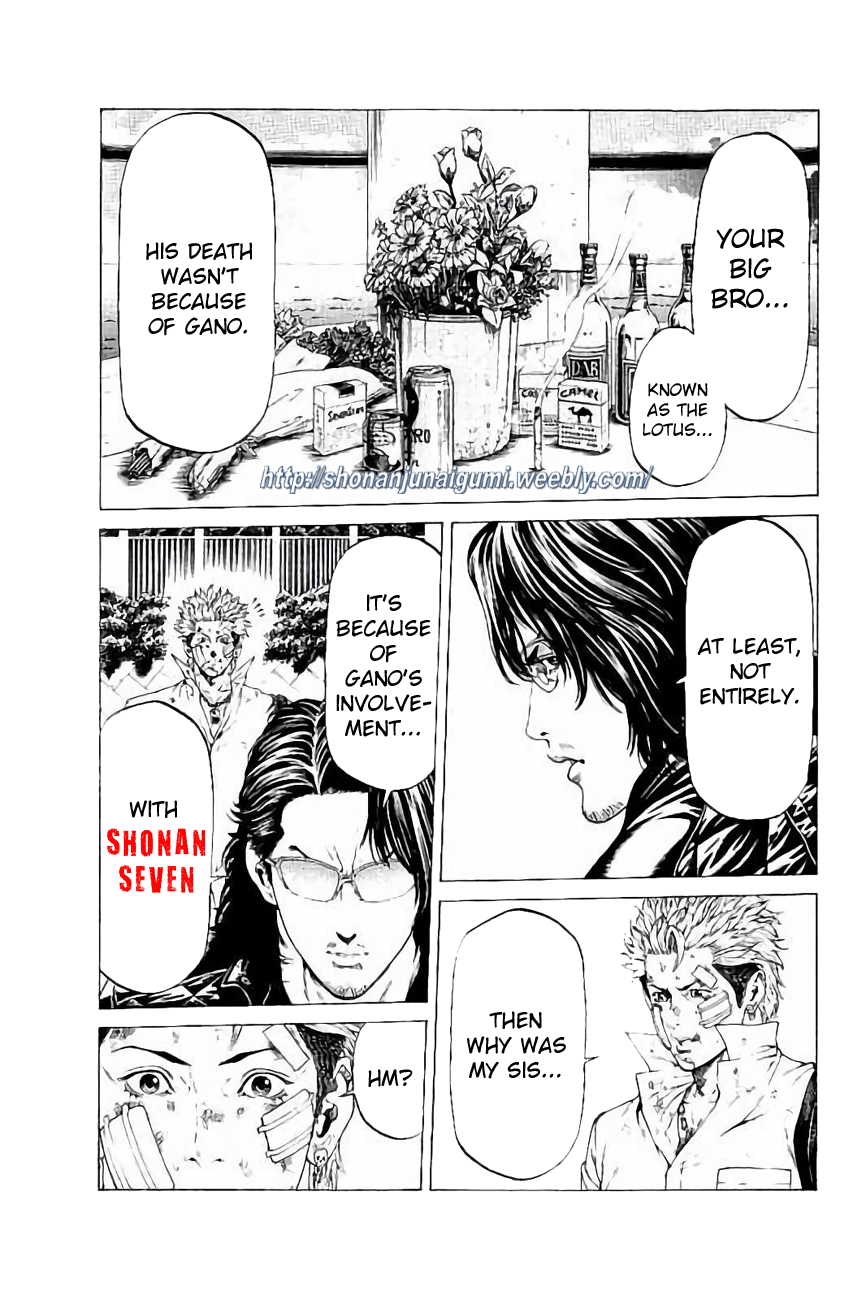 YOUR
BIG
BRO...
KNOWN
AS THE
LOTUS...
HIS DEATH
WASN'T
BECAUSE
OF GANO.
DAR
CAMEL
http://shonanjunaigumi.weebly.com/
AT LEAST,
NOT
ENTIRELY.
IT'S
BECAUSE
OF
GANO'S
INVOLVE-
MENT...
WITH
SHONAN
SEVEN
THEN
WHY WAS
MY SIS...
HM?